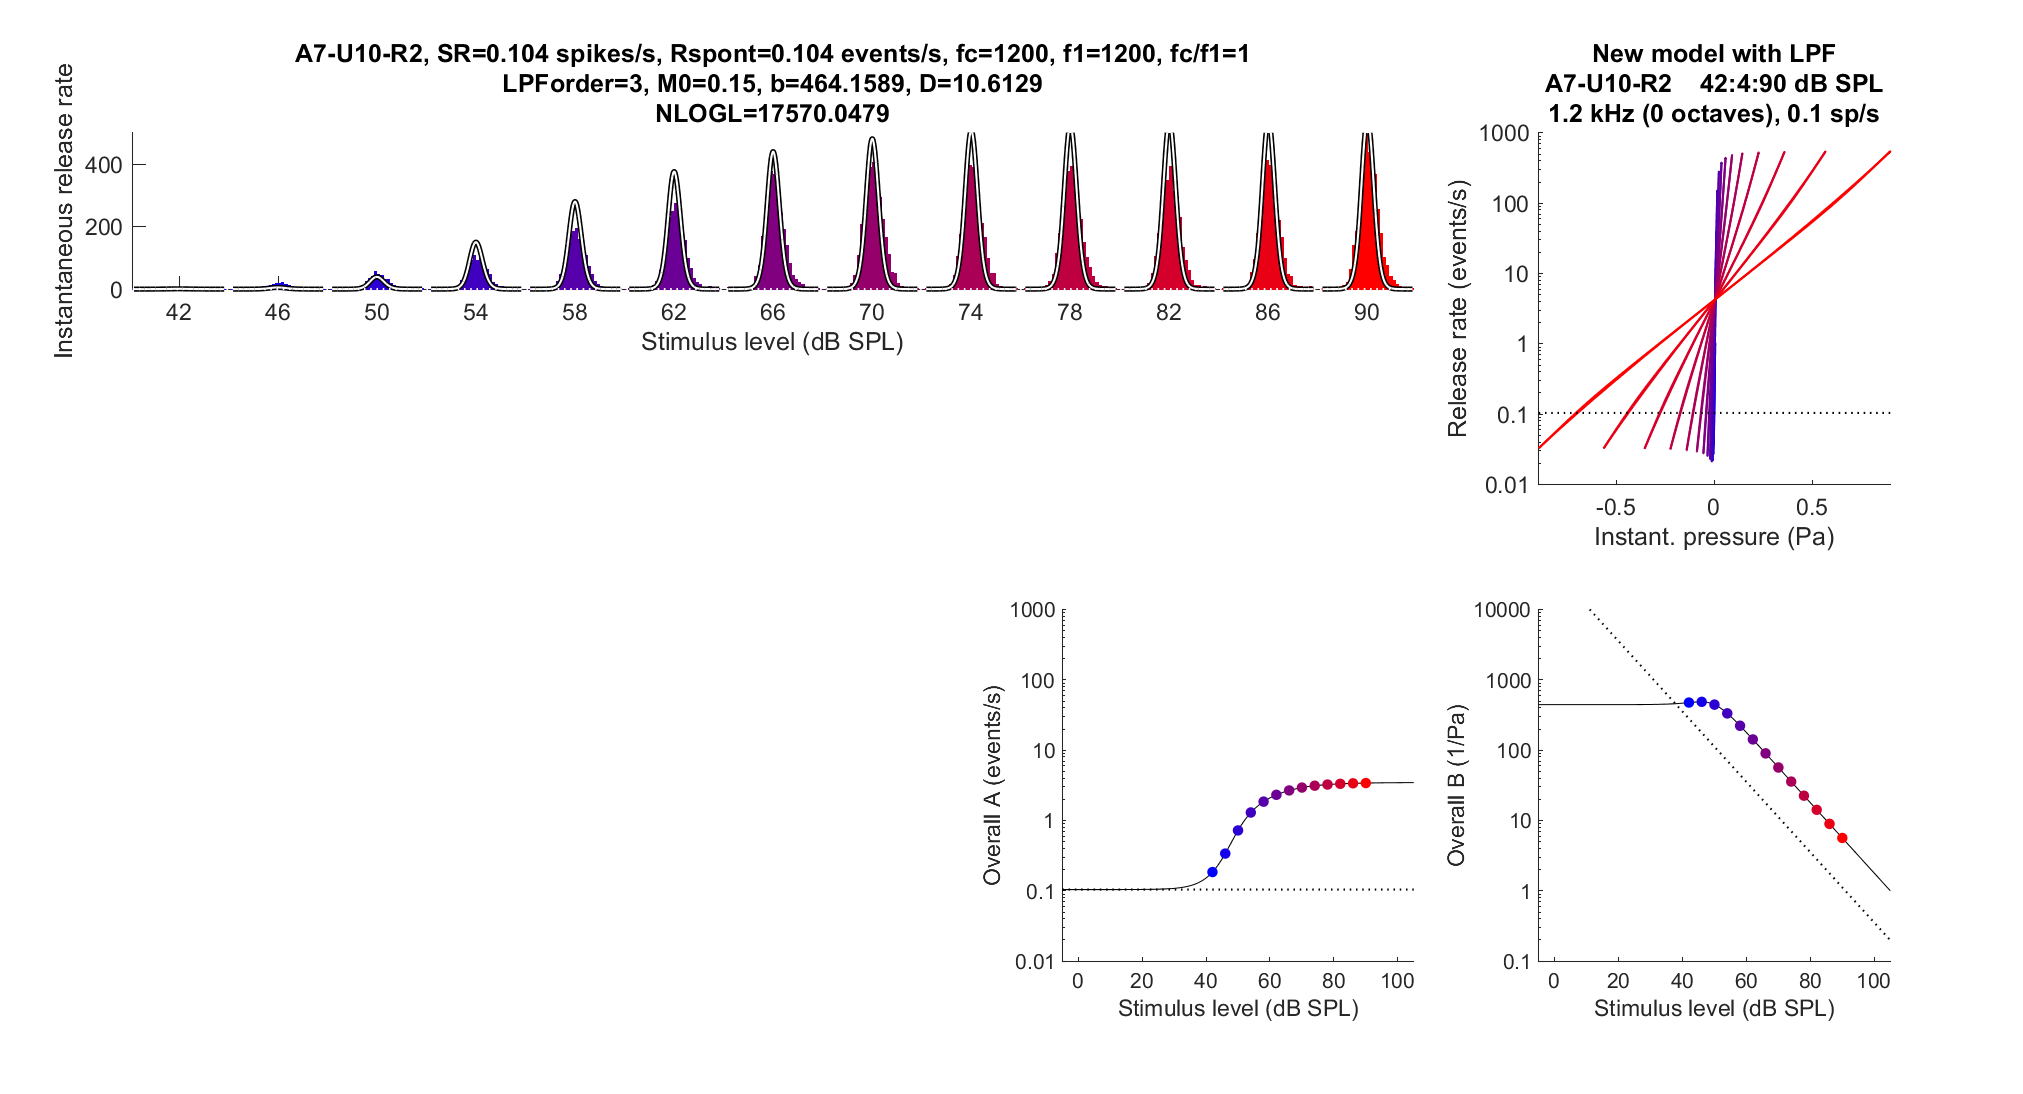 A7-U10-R2, SR=0.104 spikes/s, Rspont=0.104 events/s, fc=1200, f1=1200, fc/f1=1
LPForder=3, M0=0.15, b=464.1589, D=10.6129
NLOGL=17570.0479
Instantaneous release rate
400
200
0
42 46 50 54 58 62 66 70 74 78 82 86 90
Stimulus level (dB SPL)
New model with LPF
A7-U10-R2 42:4:90 dB SPL
1.2 kHz (0 octaves), 0.1 sp/s
Release rate (events/s)
1000
100
10
1
0.1
0.01
-0.5 0 0.5
Instant. pressure (Pa)
Overall A (events/s)
1000
100
10
1
0.1
0.01
0 20 40 60 80 100
Stimulus level (dB SPL)
Overall B (1/Pa)
10000
1000
100
10
1
0.1
0 20 40 60 80 100
Stimulus level (dB SPL)